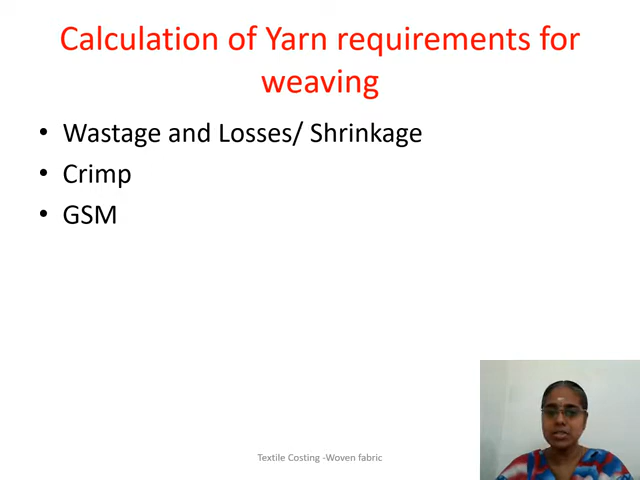 Calculation of Yarn requirements for
weaving
• Wastage and Losses/ Shrinkage
• Crimp
• GSM
Textile Costing -Woven fabric